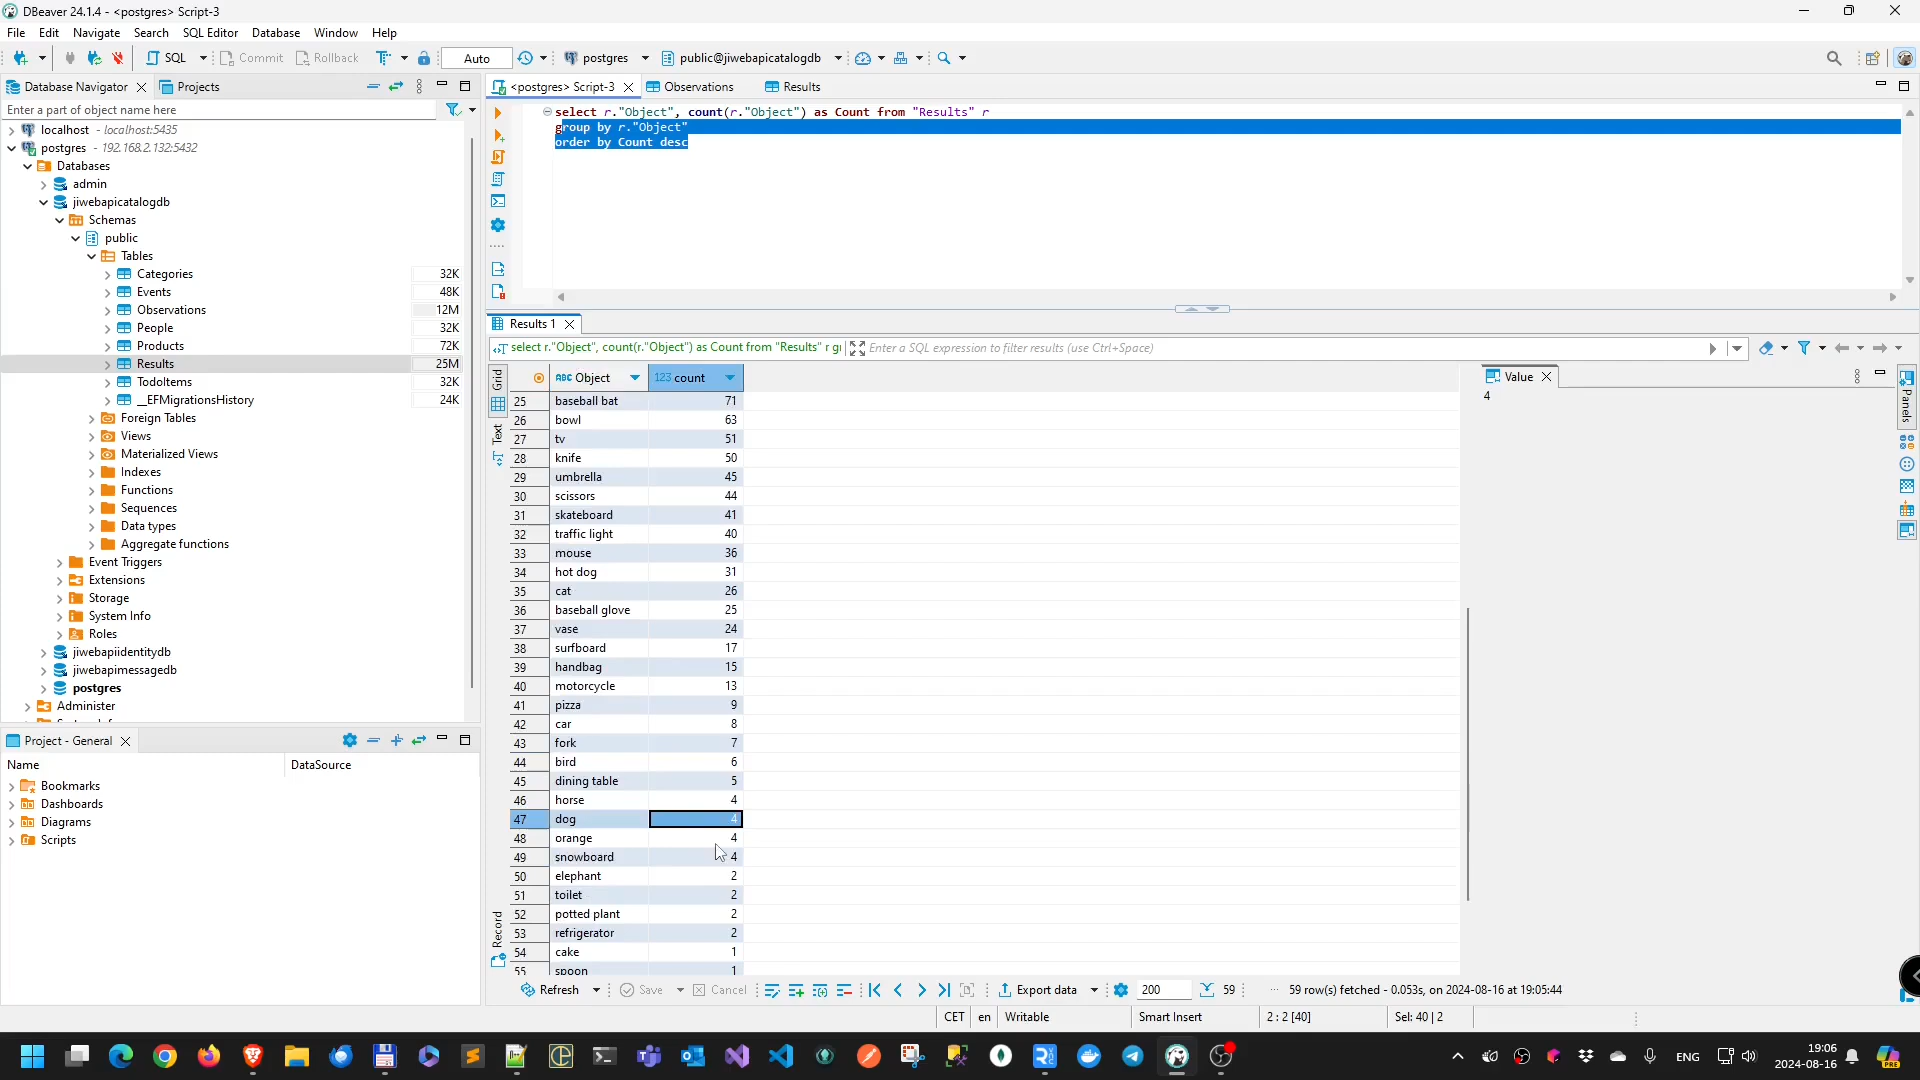 DBeaver 24.1.4 - <postgres> Script-3
File Edit Navigate Search SQL Editor Database Window Help
SQL Commit Rollback Auto postgres public@jiwebapicatalogdb
Database Navigator Projects
<postgres> Script-3 Observations Results
Enter a part of object name here
localhost - localhost:5435
postgres - 192.168.2.132:5432
Databases
admin
jiwebapicatalogdb
Schemas
public
Tables
Categories 32K
Events 48K
Observations 12M
People 32K
Products 72K
Results 25M
TodoItems 32K
__EFMigrationsHistory 24K
Foreign Tables
Views
Materialized Views
Indexes
Functions
Sequences
Data types
Aggregate functions
Event Triggers
Extensions
Storage
System Info
Roles
jiwebapiidentitydb
jiwebapimessagedb
postgres
Administer
Project - General
Name DataSource
Bookmarks
Dashboards
Diagrams
Scripts
select r."Object", count(r."Object") as Count from "Results" r
group by r."Object"
order by Count desc
Results 1
select r."Object", count(r."Object") as Count from "Results" r gr
Enter a SQL expression to filter results (use Ctrl+Space)
Grid
Text
Record
ABC Object 123 count
25 baseball bat 71
26 bowl 63
27 tv 51
28 knife 50
29 umbrella 45
30 scissors 44
31 skateboard 41
32 traffic light 40
33 mouse 36
34 hot dog 31
35 cat 26
36 baseball glove 25
37 vase 24
38 surfboard 17
39 handbag 15
40 motorcycle 13
41 pizza 9
42 car 8
43 fork 7
44 bird 6
45 dining table 5
46 horse 4
47 dog 4
48 orange 4
49 snowboard 4
50 elephant 2
51 toilet 2
52 potted plant 2
53 refrigerator 2
54 cake 1
55 spoon 1
Value
4
Panels
Refresh Save Cancel Export data 200 59 59 row(s) fetched - 0.053s, on 2024-08-16 at 19:05:44
CET en Writable Smart Insert 2 : 2 [40] Sel: 40 | 2
ENG
19:06
2024-08-16
PRE